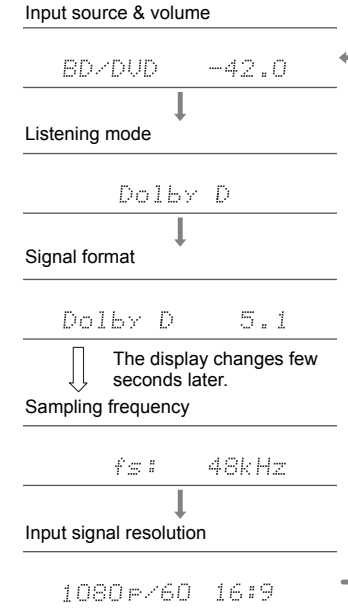 Input source & volume
BD/DVD -42.0
Listening mode
Dolby D
Signal format
Dolby D 5.1
The display changes few
seconds later.
Sampling frequency
fs: 48kHz
Input signal resolution
1080p/60 16:9